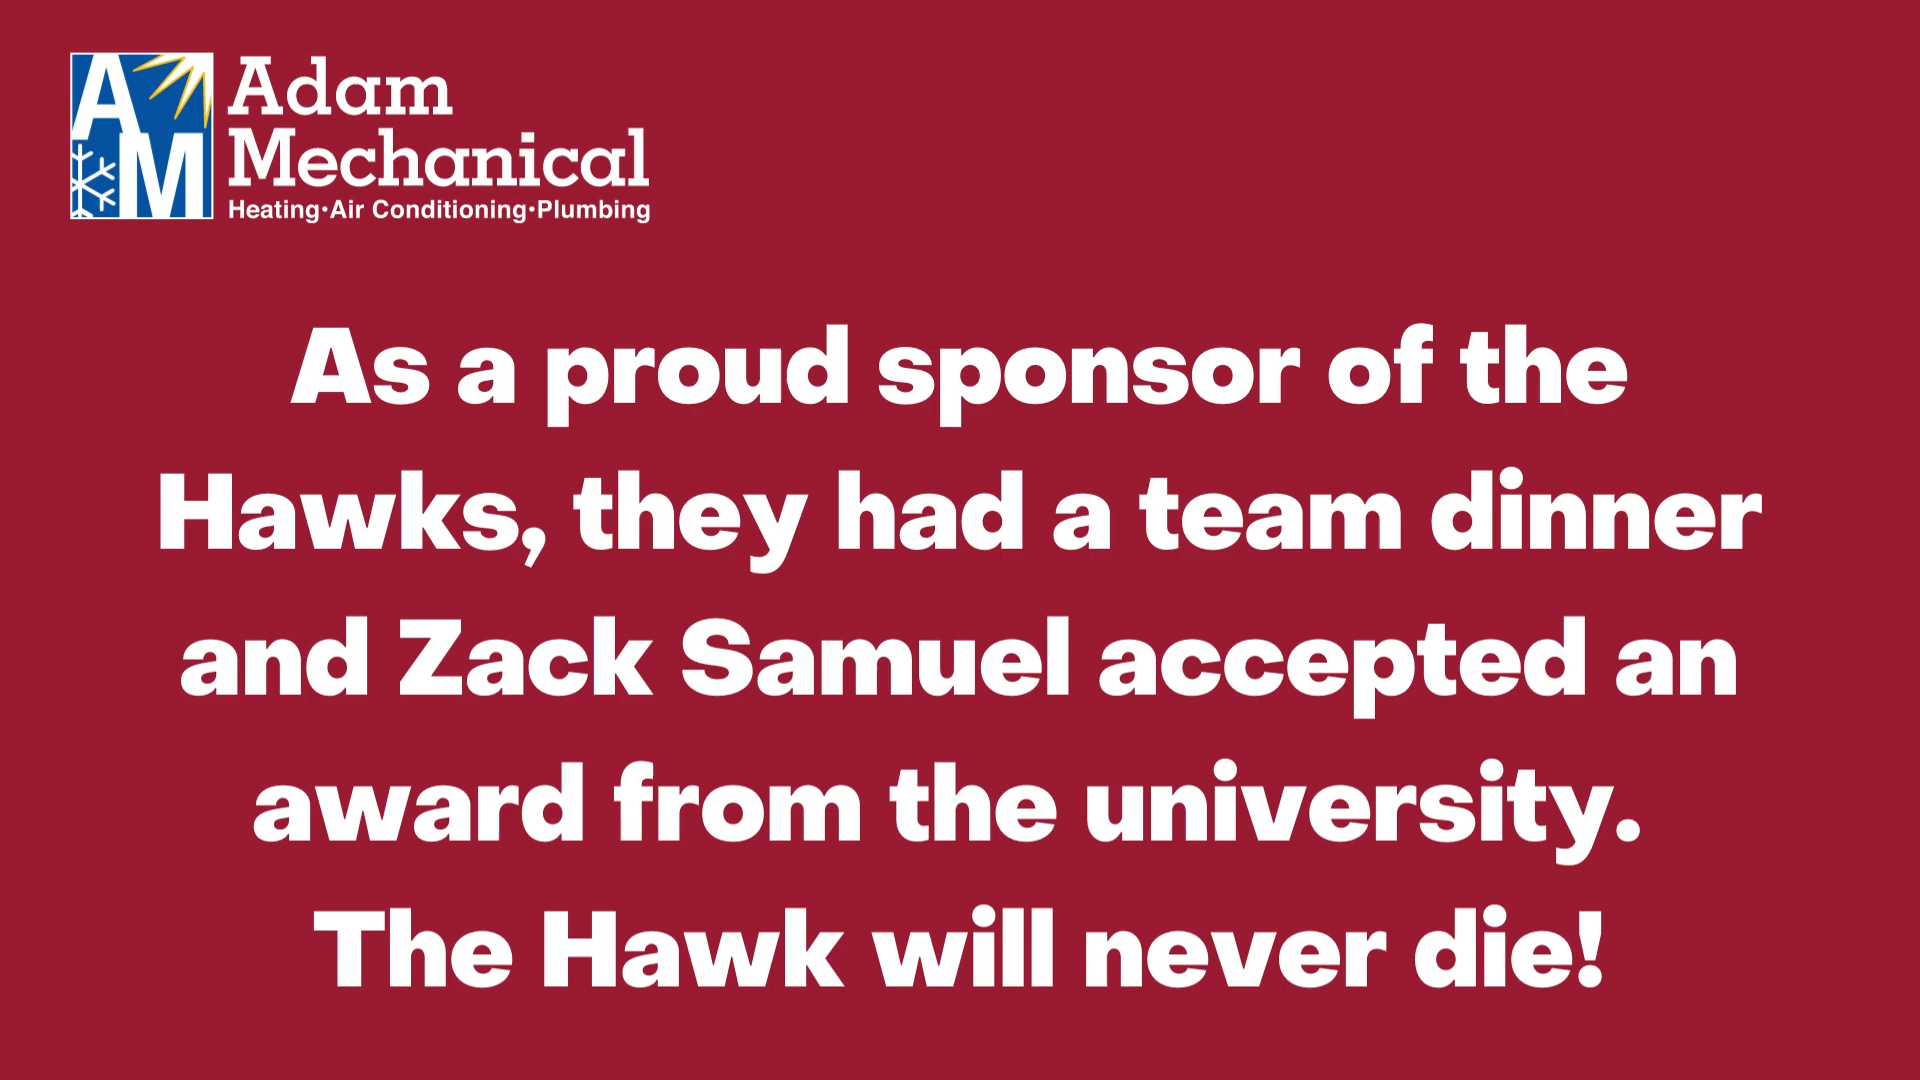 AM
Adam
Mechanical
Heating•Air Conditioning•Plumbing
As a proud sponsor of the
Hawks, they had a team dinner
and Zack Samuel accepted an
award from the university.
The Hawk will never die!